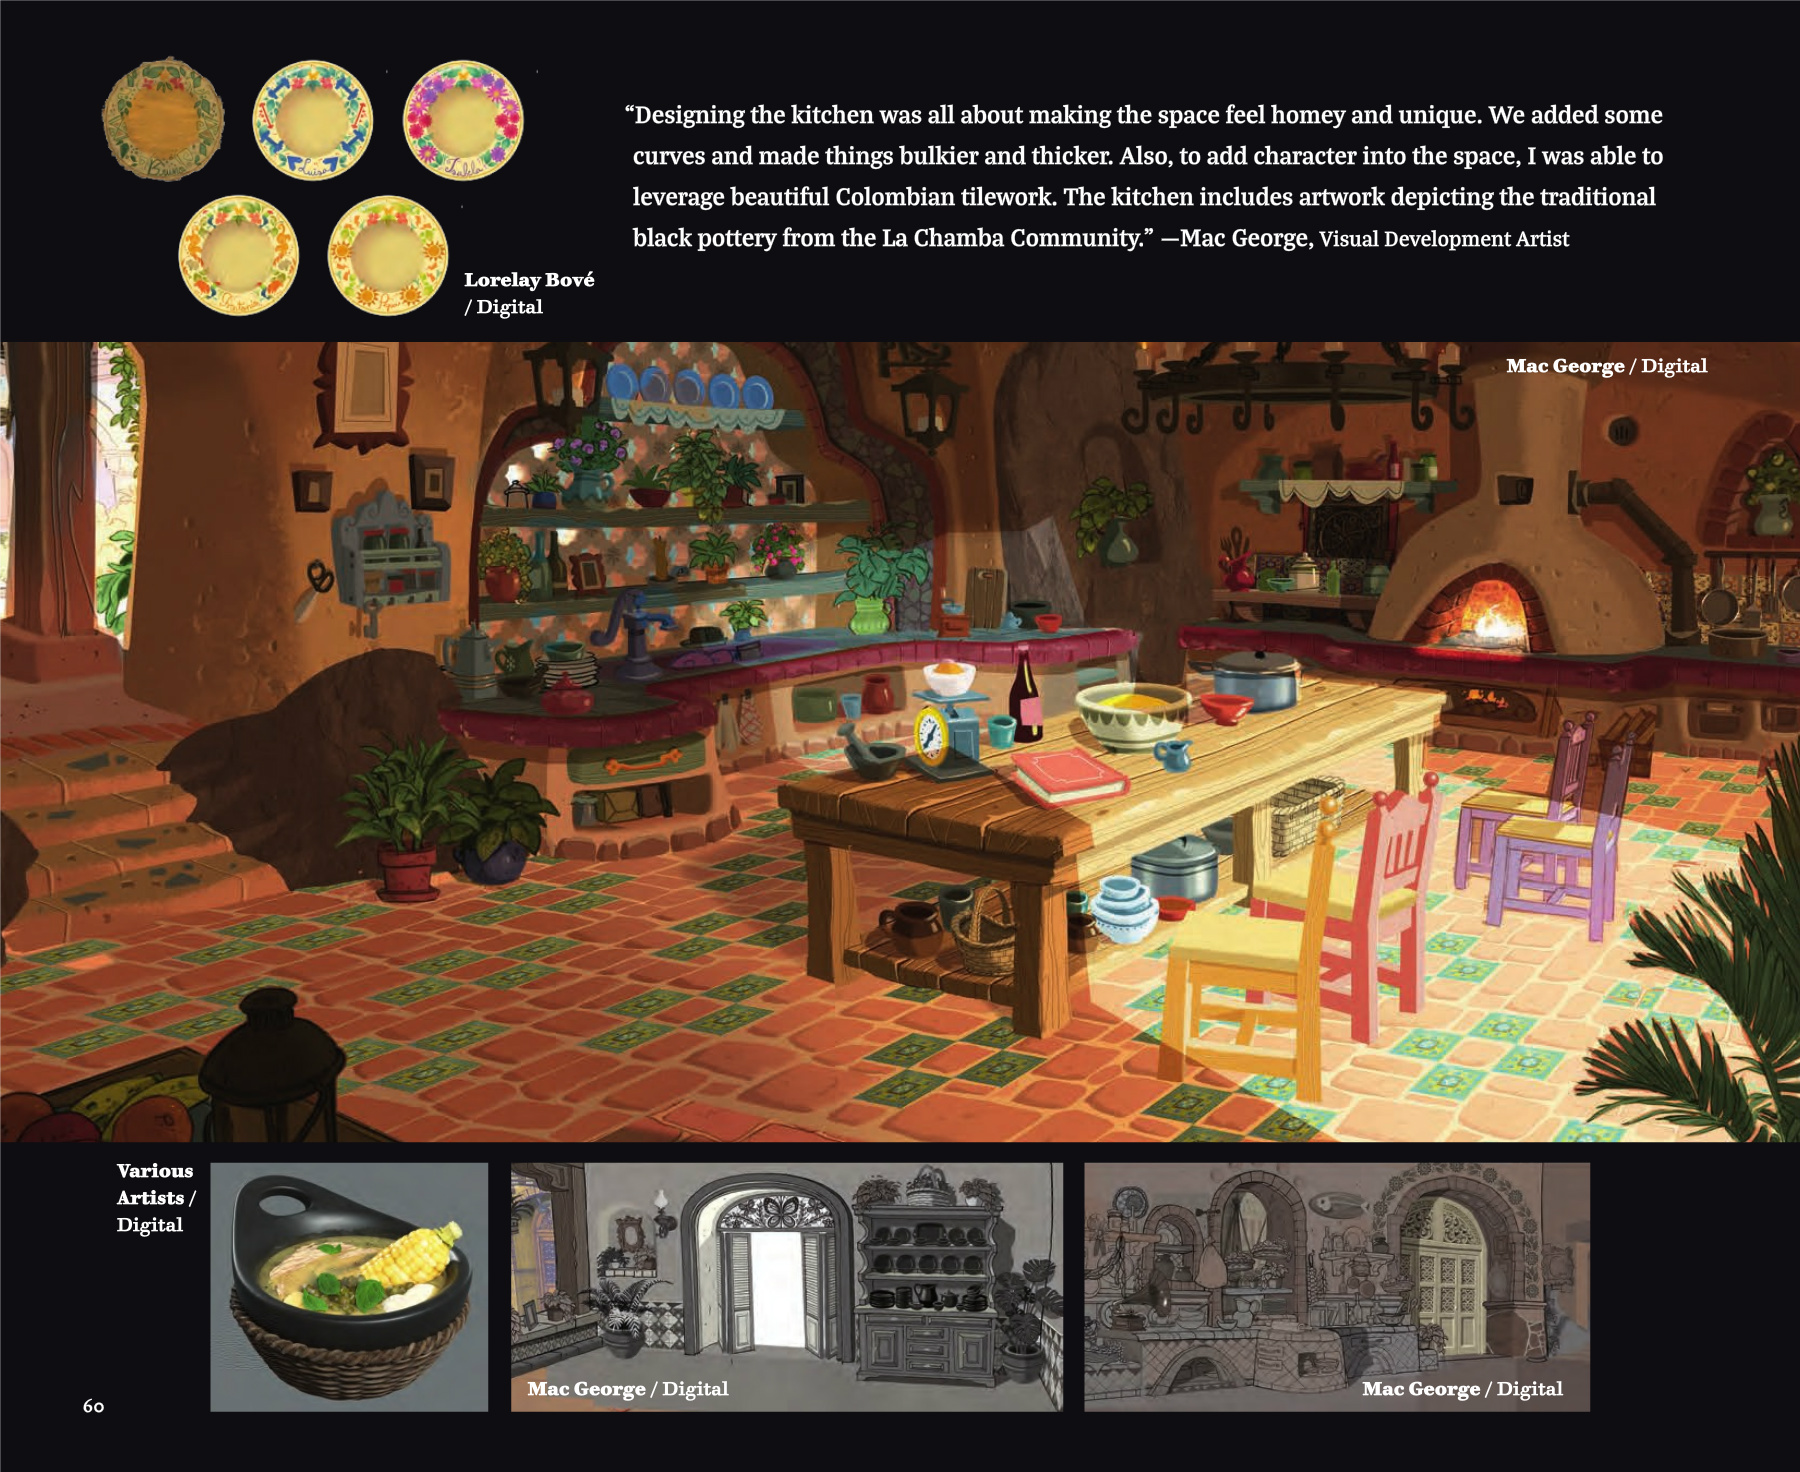 Bruno
Luisa
Isabela
Antonio
Pepa
Lorelay Bové
/ Digital
“Designing the kitchen was all about making the space feel homey and unique. We added some
curves and made things bulkier and thicker. Also, to add character into the space, I was able to
leverage beautiful Colombian tilework. The kitchen includes artwork depicting the traditional
black pottery from the La Chamba Community.” —Mac George, Visual Development Artist
Mac George / Digital
Various
Artists /
Digital
Mac George / Digital
Mac George / Digital
60